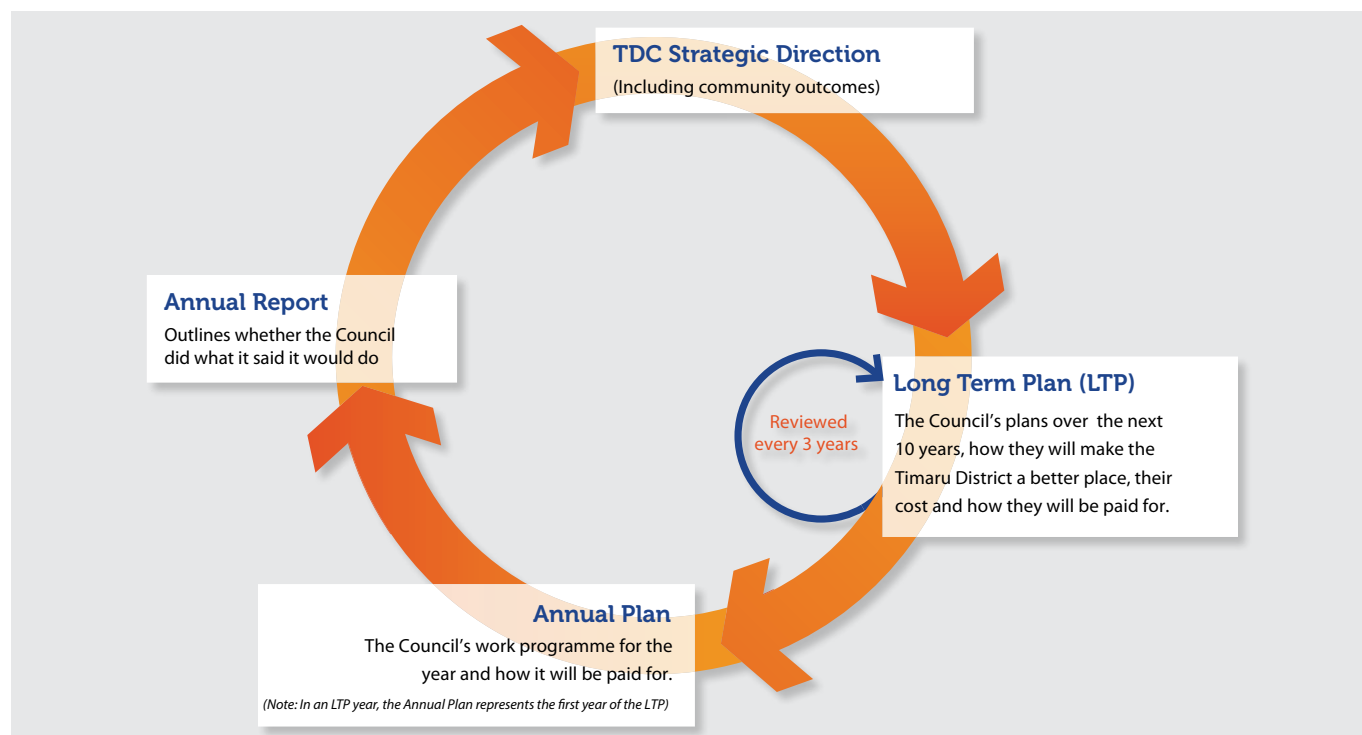 TDC Strategic Direction
(Including community outcomes)
Annual Report
Outlines whether the Council
did what it said it would do
Reviewed
every 3 years
Long Term Plan (LTP)
The Council’s plans over the next
10 years, how they will make the
Timaru District a better place, their
cost and how they will be paid for.
Annual Plan
The Council’s work programme for the
year and how it will be paid for.
(Note: In an LTP year, the Annual Plan represents the first year of the LTP)